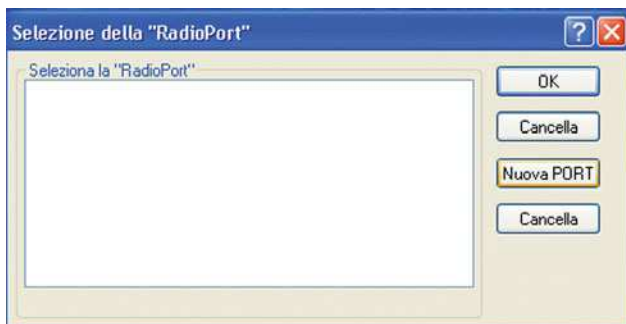 Selezione della "RadioPort"
Seleziona la "RadioPort"
OK
Cancella
Nuova PORT
Cancella